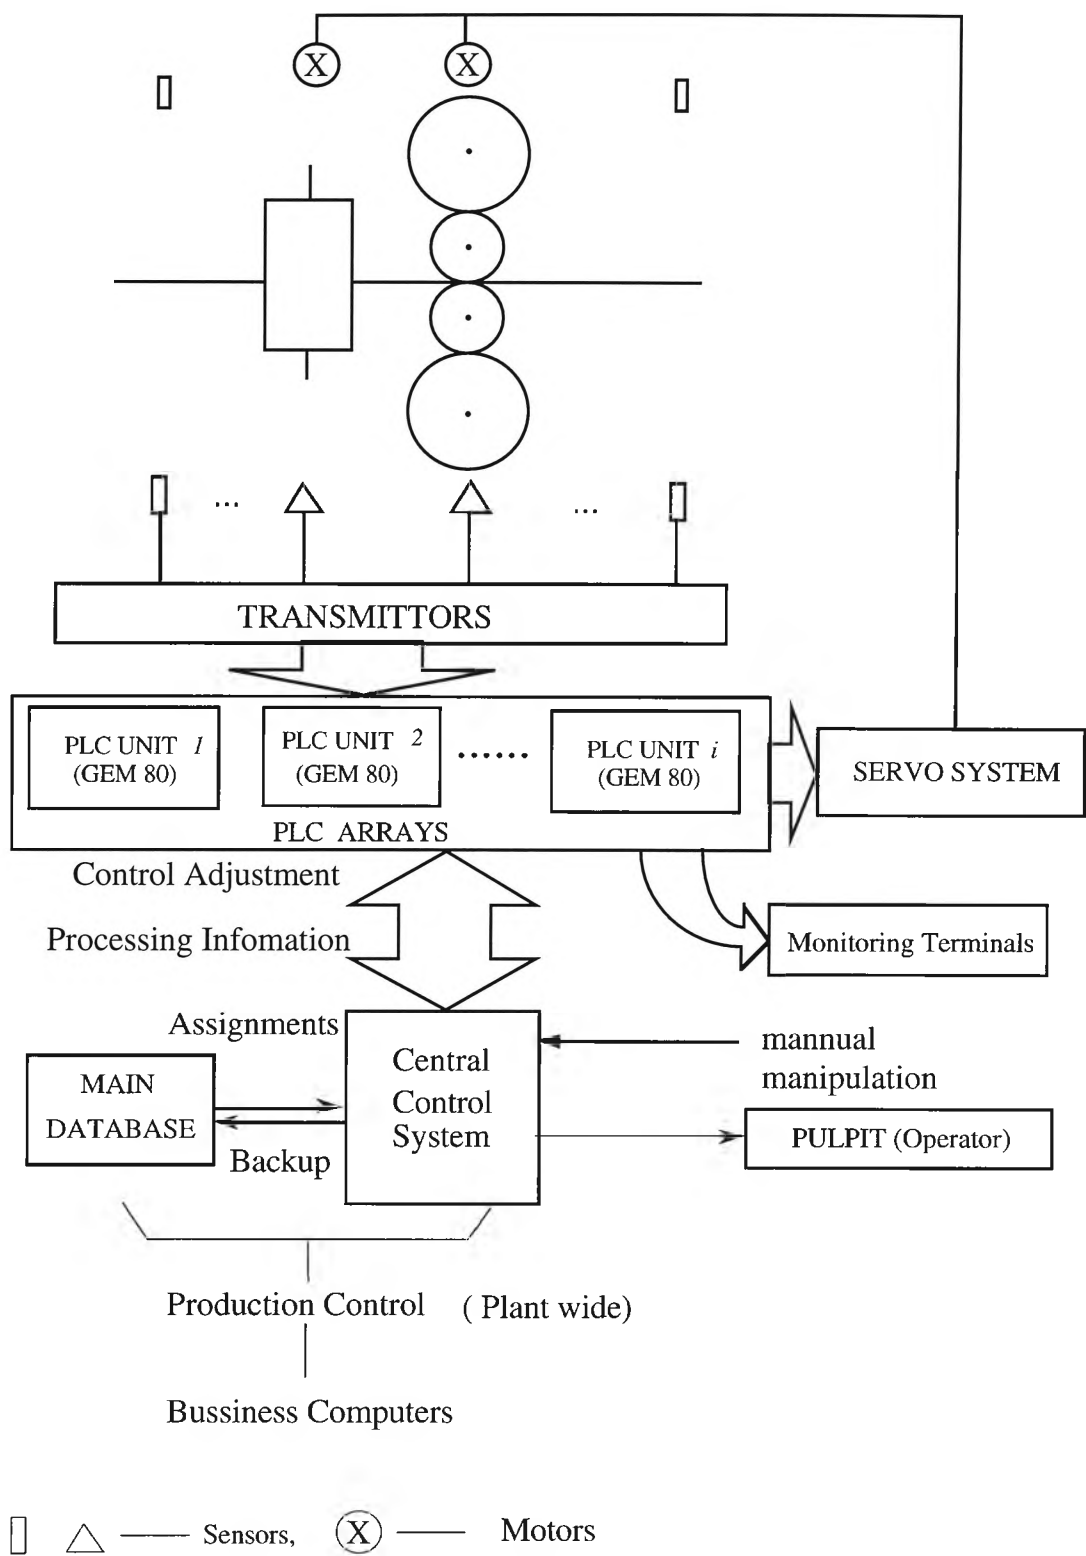 X X
... ...
TRANSMITTORS
PLC UNIT 1
(GEM 80)
PLC UNIT 2
(GEM 80)
......
PLC UNIT i
(GEM 80)
PLC ARRAYS
SERVO SYSTEM
Control Adjustment
Processing Infomation
Monitoring Terminals
Assignments
Central
Control
System
mannual
manipulation
MAIN
DATABASE
Backup
PULPIT (Operator)
Production Control ( Plant wide)
Bussiness Computers
Sensors, X Motors